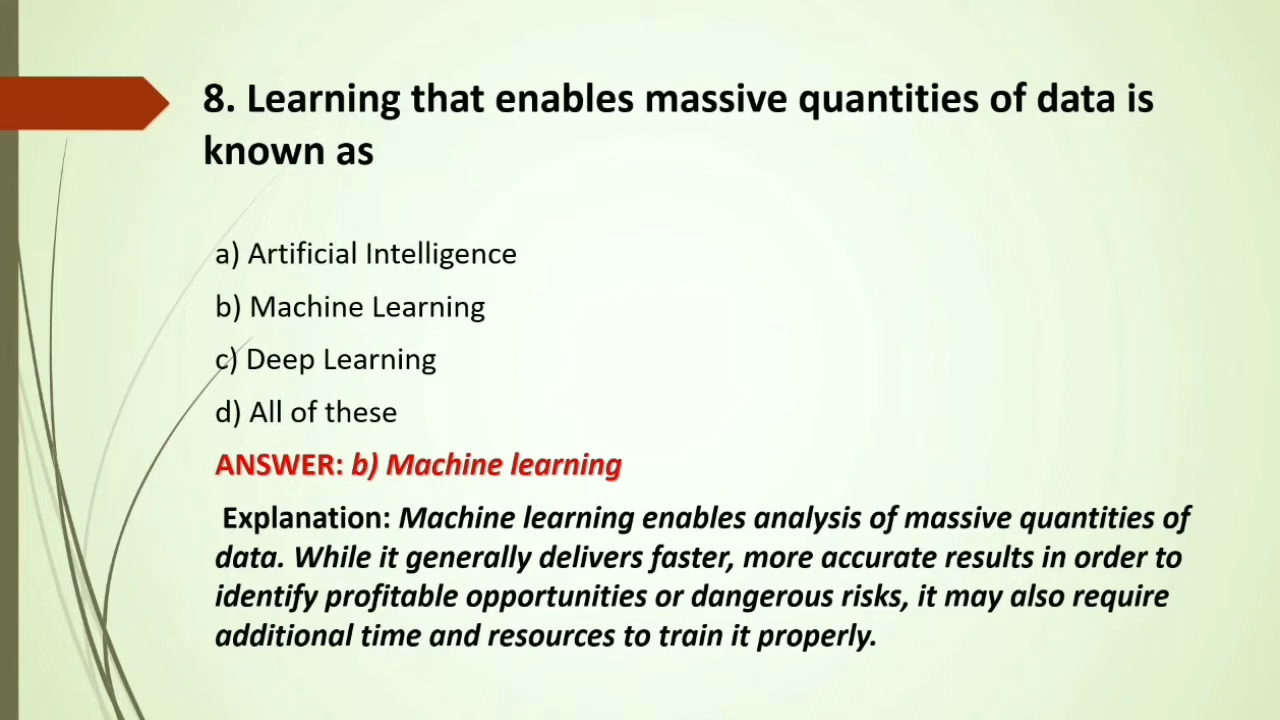 8. Learning that enables massive quantities of data is
known as
a) Artificial Intelligence
b) Machine Learning
c) Deep Learning
d) All of these
ANSWER: b) Machine learning
Explanation: Machine learning enables analysis of massive quantities of
data. While it generally delivers faster, more accurate results in order to
identify profitable opportunities or dangerous risks, it may also require
additional time and resources to train it properly.